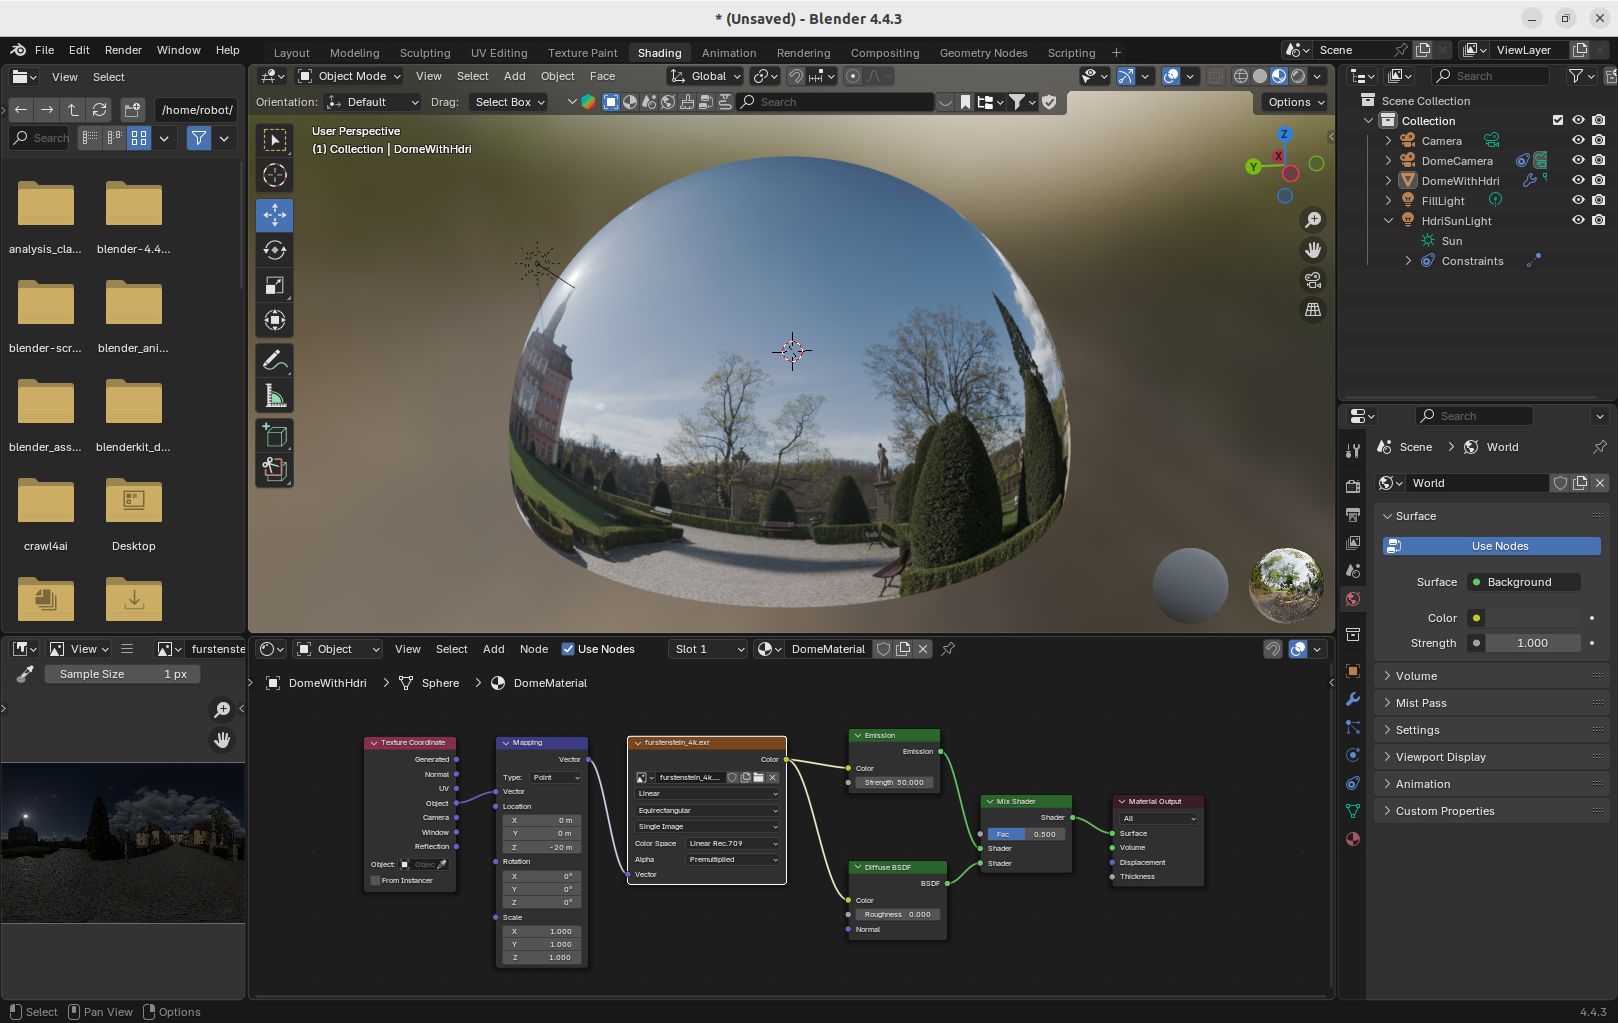 * (Unsaved) - Blender 4.4.3
File Edit Render Window Help
Layout Modeling Sculpting UV Editing Texture Paint Shading Animation Rendering Compositing Geometry Nodes Scripting +
Scene
ViewLayer
View Select
/home/robot/
Search
analysis_cla... blender-4.4...
blender-scr... blender_ani...
blender_ass... blenderkit_d...
crawl4ai Desktop
Object Mode View Select Add Object Face Global
Orientation: Default Drag: Select Box Search Options
User Perspective
(1) Collection | DomeWithHdri
Z
X
Y
Search
Scene Collection
Collection
Camera
DomeCamera
DomeWithHdri
FillLight
HdriSunLight
Sun
Constraints
Search
Scene > World
World
Surface
Use Nodes
Surface Background
Color
Strength 1.000
Volume
Mist Pass
Settings
Viewport Display
Animation
Custom Properties
View furstenste
Sample Size 1 px
Object View Select Add Node Use Nodes Slot 1 DomeMaterial
DomeWithHdri > Sphere > DomeMaterial
Texture Coordinate
Generated
Normal
UV
Object
Camera
Window
Reflection
Object: Objec
From Instancer
Mapping
Vector
Type: Point
Vector
Location
X 0 m
Y 0 m
Z -20 m
Rotation
X 0°
Y 0°
Z 0°
Scale
X 1.000
Y 1.000
Z 1.000
furstenstein_4k.exr
Color
furstenstein_4k....
Linear
Equirectangular
Single Image
Color Space Linear Rec.709
Alpha Premultiplied
Vector
Emission
Emission
Color
Strength 50.000
Diffuse BSDF
BSDF
Color
Roughness 0.000
Normal
Mix Shader
Shader
Fac 0.500
Shader
Shader
Material Output
All
Surface
Volume
Displacement
Thickness
Select Pan View Options
4.4.3